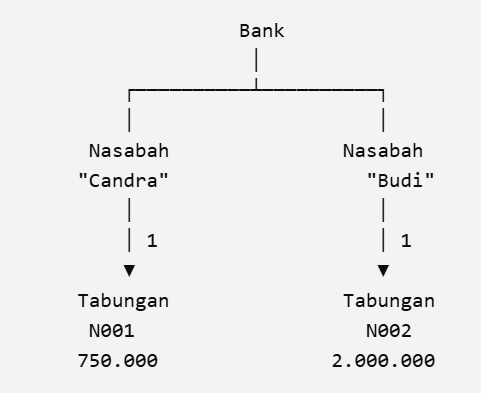 Bank
Nasabah Nasabah
"Candra" "Budi"
1 1
Tabungan Tabungan
N001 N002
750.000 2.000.000